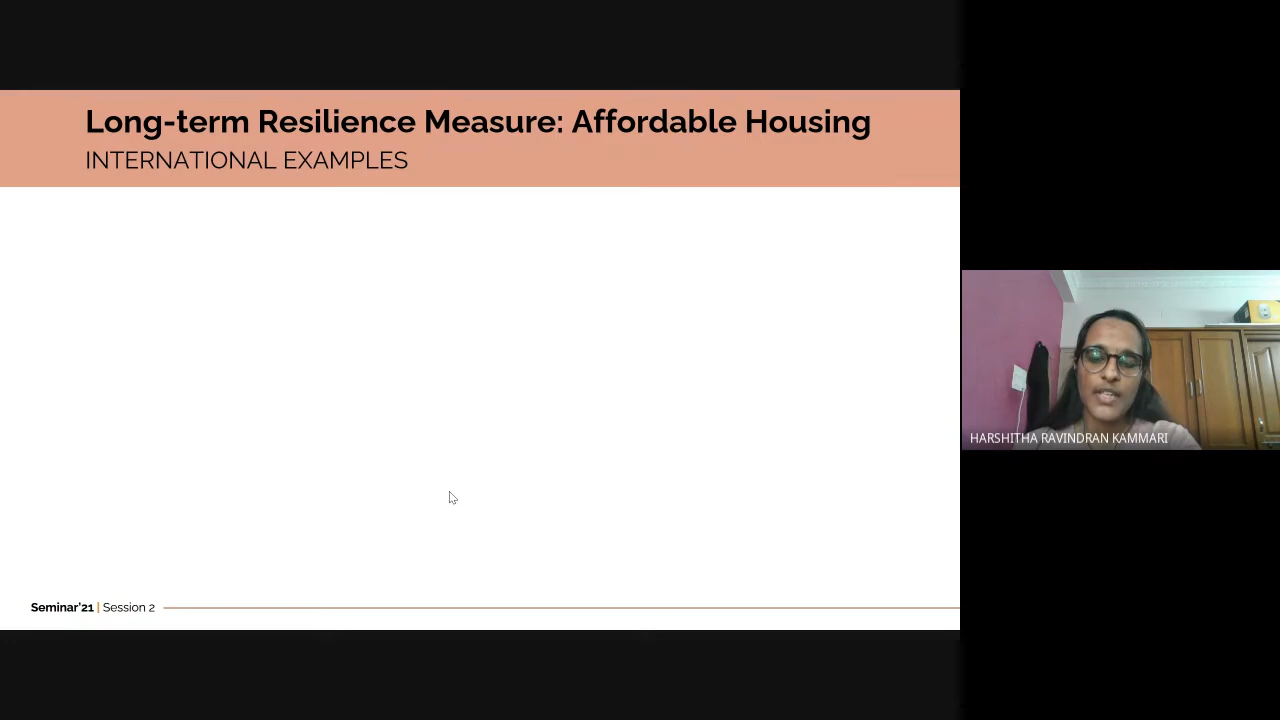 Long-term Resilience Measure: Affordable Housing
INTERNATIONAL EXAMPLES
HARSHITHA RAVINDRAN KAMMARI
Seminar'21 | Session 2